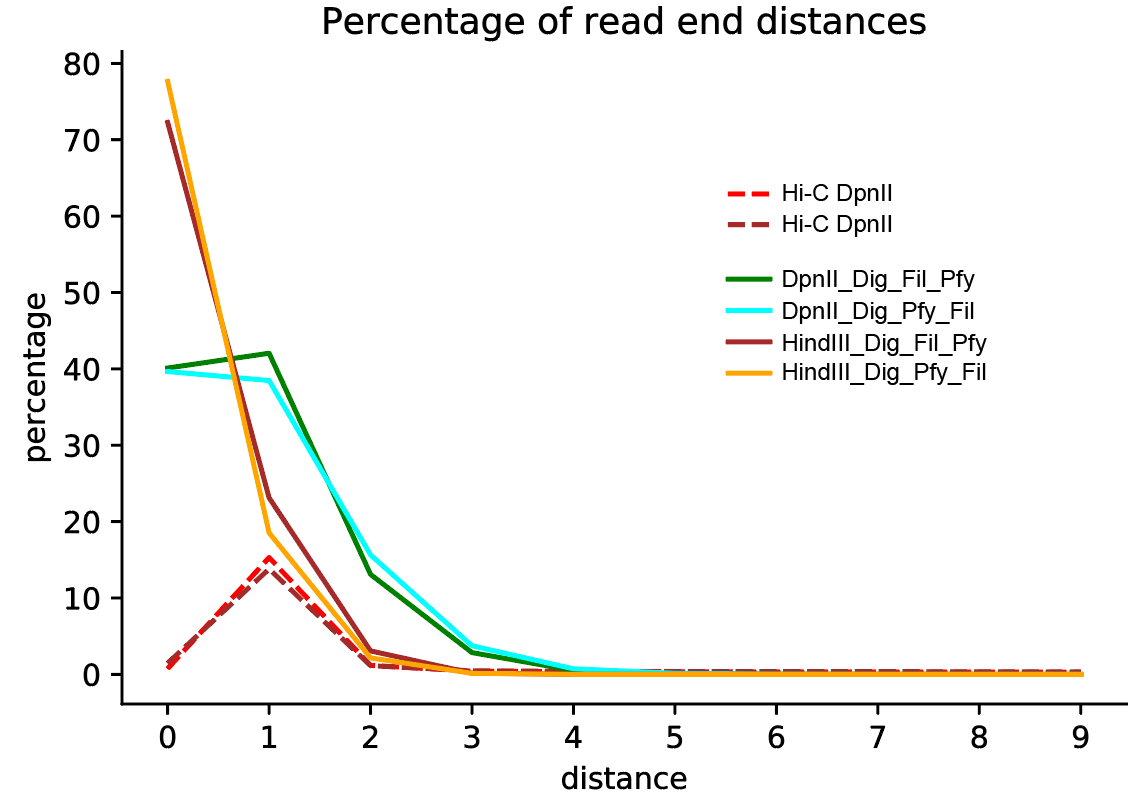 Percentage of read end distances
80
70
60
50
40
30
20
10
0
percentage
Hi-C DpnII
Hi-C DpnII
DpnII_Dig_Fil_Pfy
DpnII_Dig_Pfy_Fil
HindIII_Dig_Fil_Pfy
HindIII_Dig_Pfy_Fil
0 1 2 3 4 5 6 7 8 9
distance